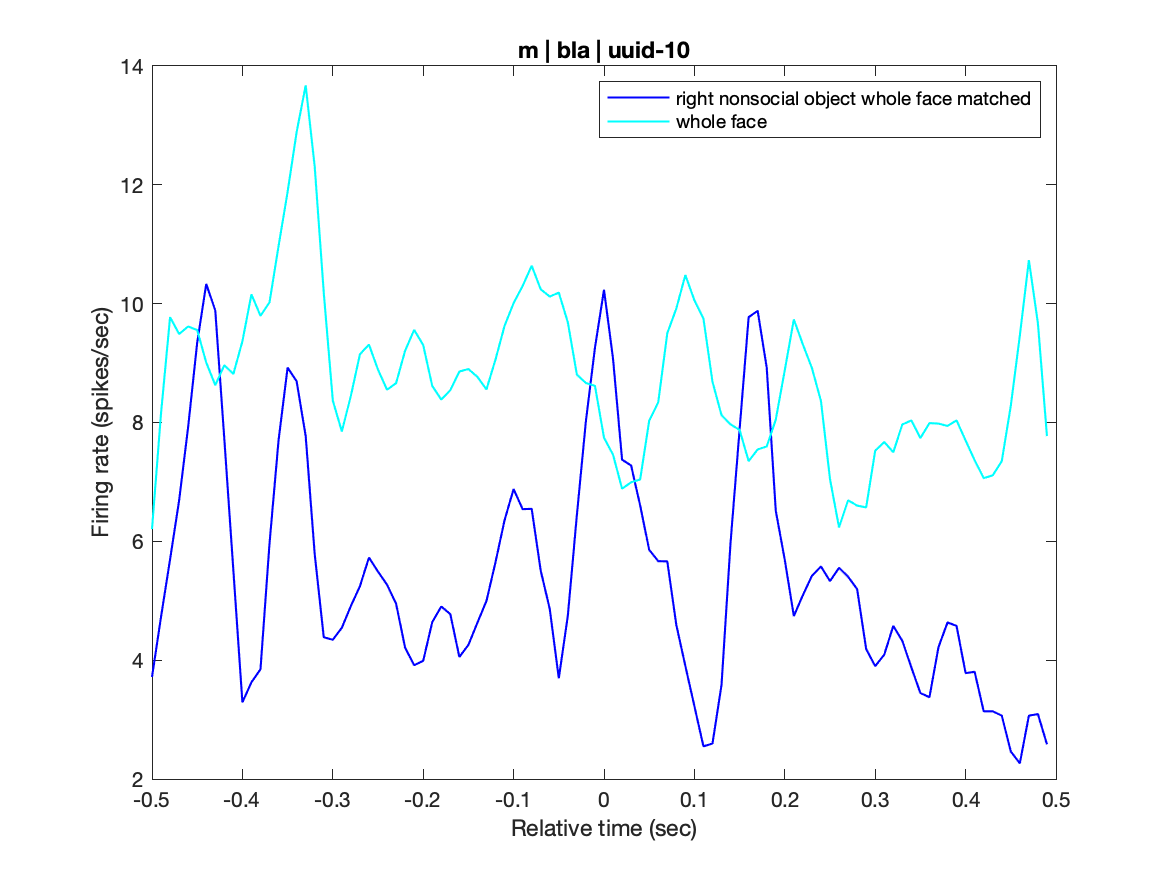 m | bla | uuid-10
right nonsocial object whole face matched
whole face
Firing rate (spikes/sec)
14
12
10
8
6
4
2
-0.5 -0.4 -0.3 -0.2 -0.1 0 0.1 0.2 0.3 0.4 0.5
Relative time (sec)